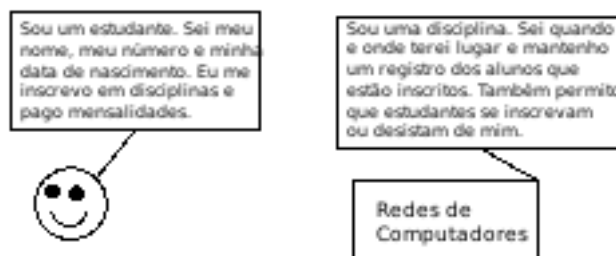 Sou um estudante. Sei meu
nome, meu número e minha
data de nascimento. Eu me
inscrevo em disciplinas e
pago mensalidades.
Sou uma disciplina. Sei quando
e onde terei lugar e mantenho
um registro dos alunos que
estão inscritos. Também permito
que estudantes se inscrevam
ou desistam de mim.
Redes de
Computadores